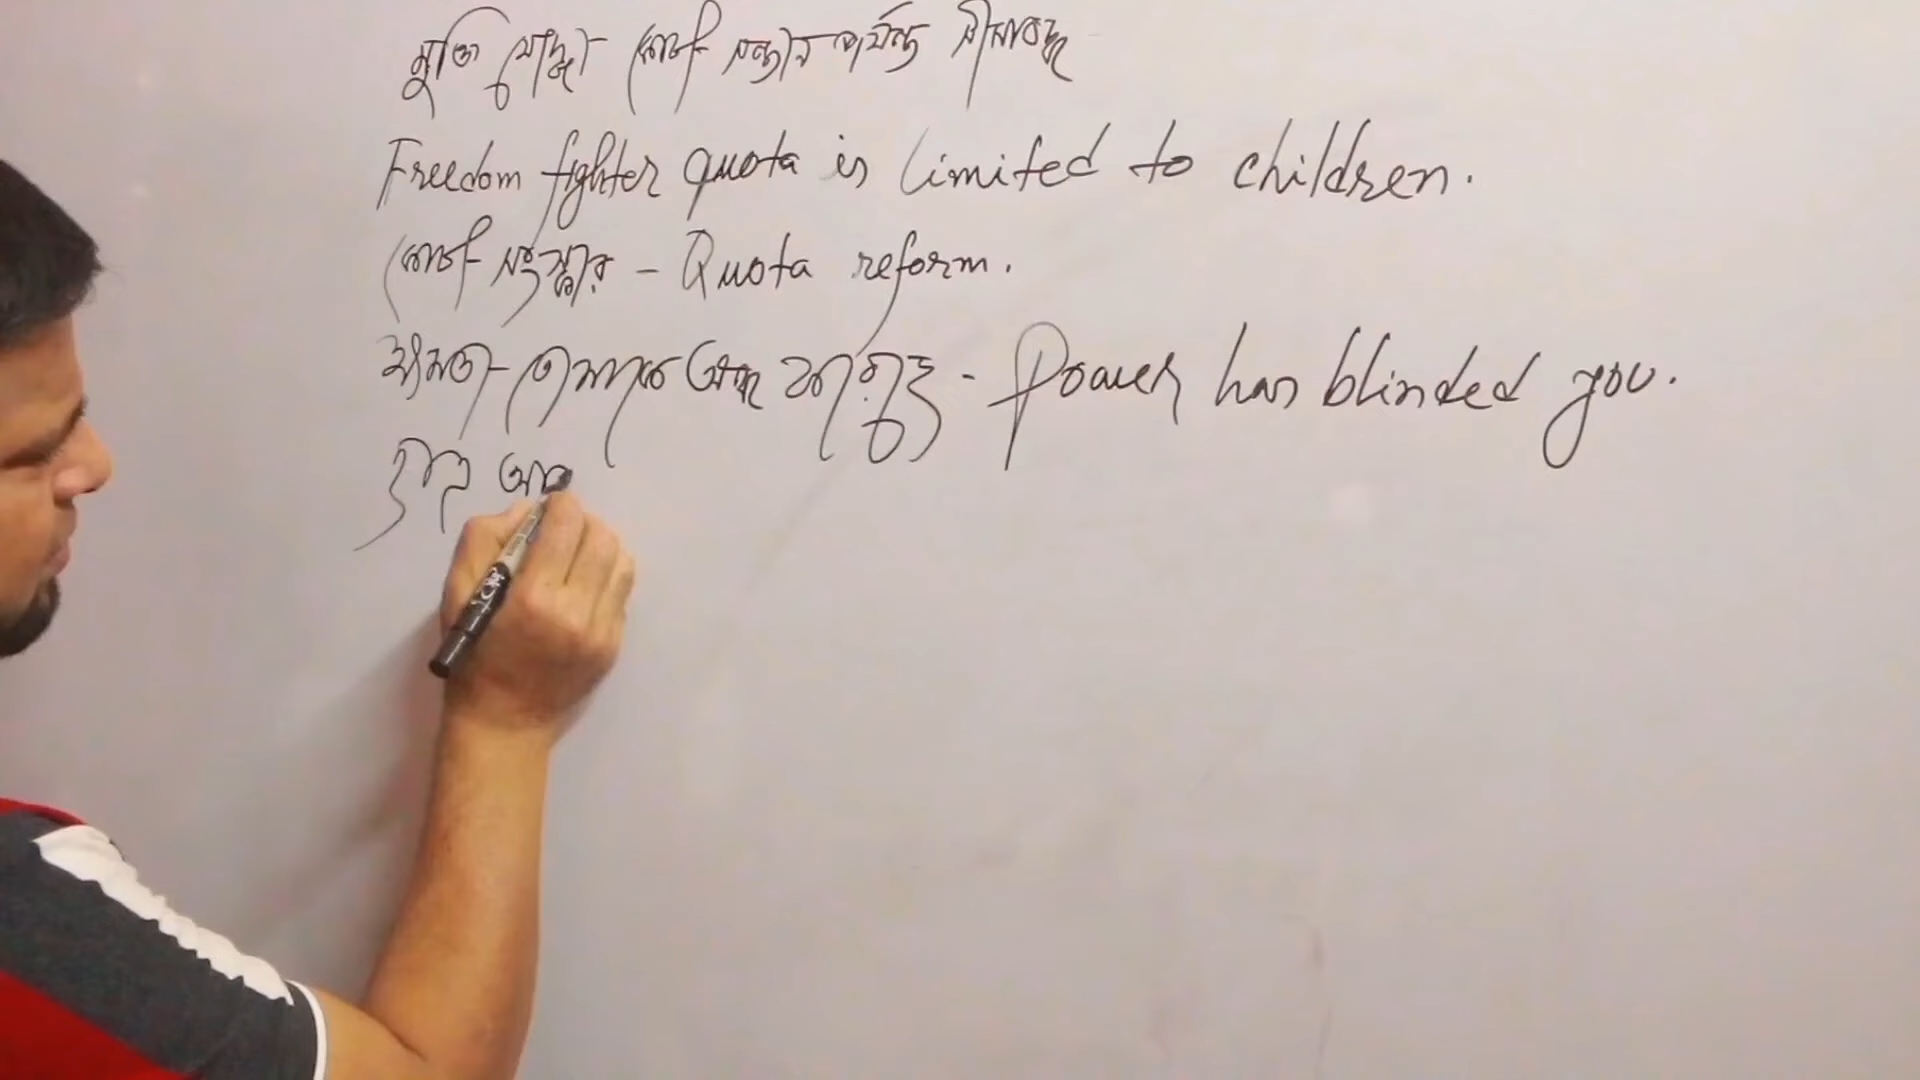 মুক্তি যোদ্ধা কোটা সন্তান পর্যন্ত সীমাবদ্ধ
Freedom fighter quota is limited to children.
কোটা সংস্কার - Quota reform.
ক্ষমতা তোমাকে অন্ধ করেছে - Power has blinded you.